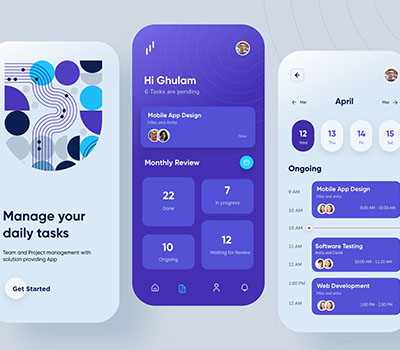 Manage your
daily tasks
Team and Project management with
solution providing App
Get Started
Hi Ghulam
6 Tasks are pending
Mobile App Design
Mike and Anita
Now
Monthly Review
22
Done
7
In progress
10
Ongoing
12
Waiting for Review
Mar
April
May
12
Wed
13
Thu
14
Fri
15
Sat
Ongoing
9 AM
Mobile App Design
Mike and anita
9.00 AM - 10.00 AM
10 AM
11 AM
Software Testing
Anita and David
10.00 AM - 11.20 AM
12 AM
1 PM
Web Development
Mike and anita
1.00 PM - 2.00 PM
12 AM